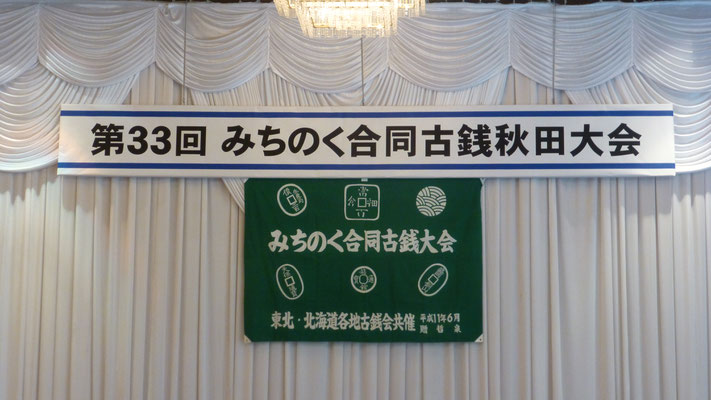 第33回 みちのく合同古銭秋田大会
みちのく合同古銭大会
東北・北海道各地古銭会共催
平成11年6月